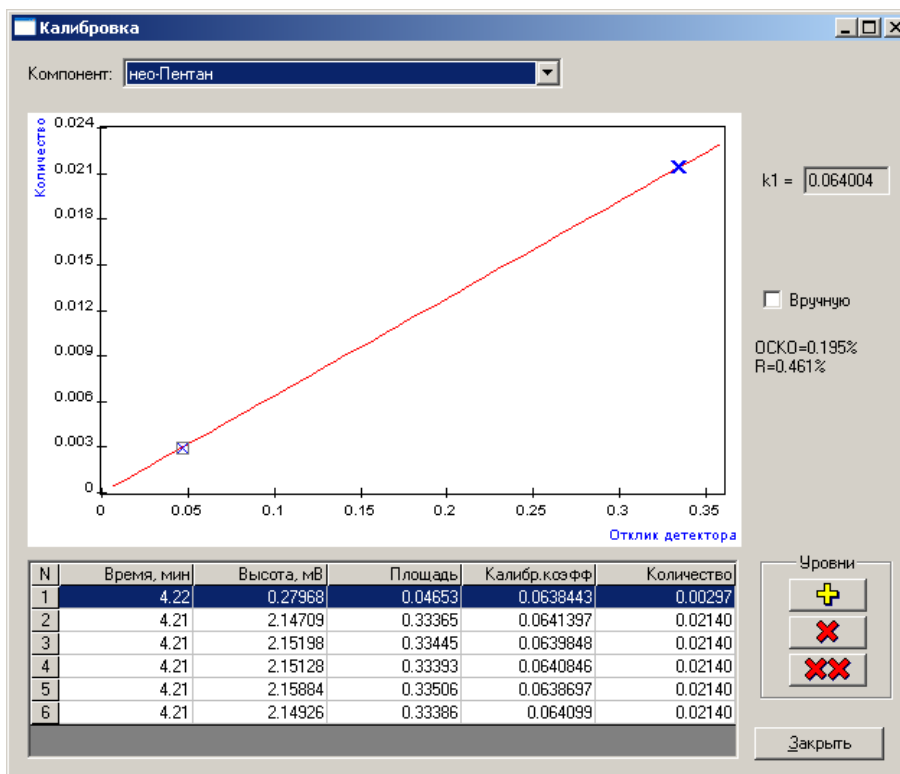 Калибровка
Компонент: нео-Пентан
Количество
0.024
0.021
0.018
0.015
0.012
0.009
0.006
0.003
0
0 0.05 0.1 0.15 0.2 0.25 0.3 0.35
Отклик детектора
k1 = 0.064004
Вручную
ОСКО=0.195%
R=0.461%
N Время, мин Высота, мВ Площадь Калибр.коэфф Количество
1 4.22 0.27968 0.04653 0.0638443 0.00297
2 4.21 2.14709 0.33365 0.0641397 0.02140
3 4.21 2.15198 0.33445 0.0639848 0.02140
4 4.21 2.15128 0.33393 0.0640846 0.02140
5 4.21 2.15884 0.33506 0.0638697 0.02140
6 4.21 2.14926 0.33386 0.064099 0.02140
Уровни
Закрыть